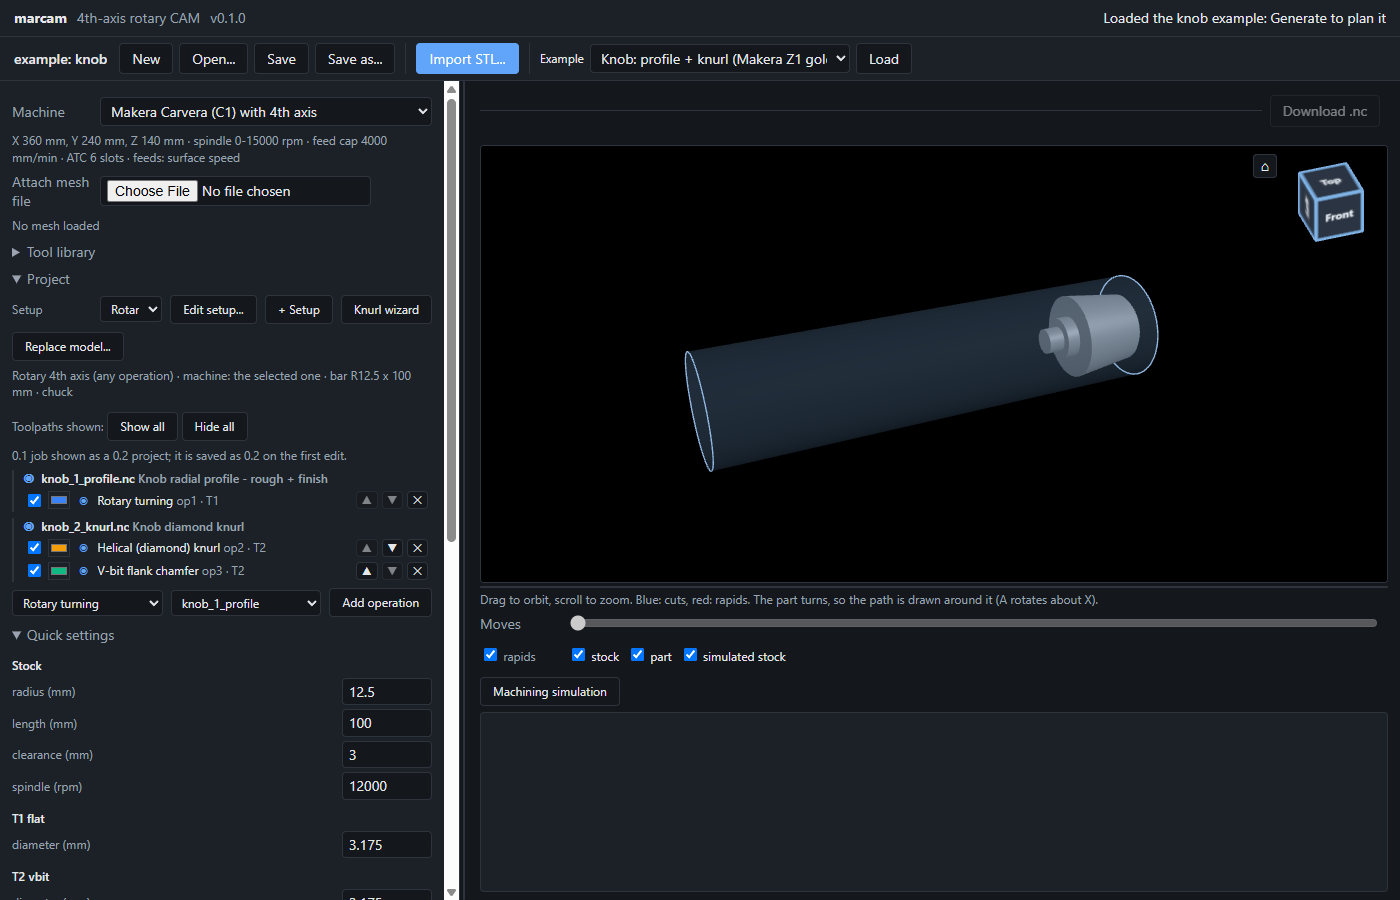 marcam 4th-axis rotary CAM v0.1.0
Loaded the knob example: Generate to plan it
example: knob New Open... Save Save as... Import STL... Example Knob: profile + knurl (Makera Z1 gol Load
Machine Makera Carvera (C1) with 4th axis
X 360 mm, Y 240 mm, Z 140 mm · spindle 0-15000 rpm · feed cap 4000
mm/min · ATC 6 slots · feeds: surface speed
Attach mesh
file
Choose File No file chosen
No mesh loaded
Tool library
Project
Setup Rotar Edit setup... + Setup Knurl wizard
Replace model...
Rotary 4th axis (any operation) · machine: the selected one · bar R12.5 x 100
mm · chuck
Toolpaths shown: Show all Hide all
0.1 job shown as a 0.2 project; it is saved as 0.2 on the first edit.
knob_1_profile.nc Knob radial profile - rough + finish
Rotary turning op1 · T1
knob_2_knurl.nc Knob diamond knurl
Helical (diamond) knurl op2 · T2
V-bit flank chamfer op3 · T2
Rotary turning knob_1_profile Add operation
Quick settings
Stock
radius (mm) 12.5
length (mm) 100
clearance (mm) 3
spindle (rpm) 12000
T1 flat
diameter (mm) 3.175
T2 vbit
Download .nc
Top
Front
Drag to orbit, scroll to zoom. Blue: cuts, red: rapids. The part turns, so the path is drawn around it (A rotates about X).
Moves
rapids stock part simulated stock
Machining simulation